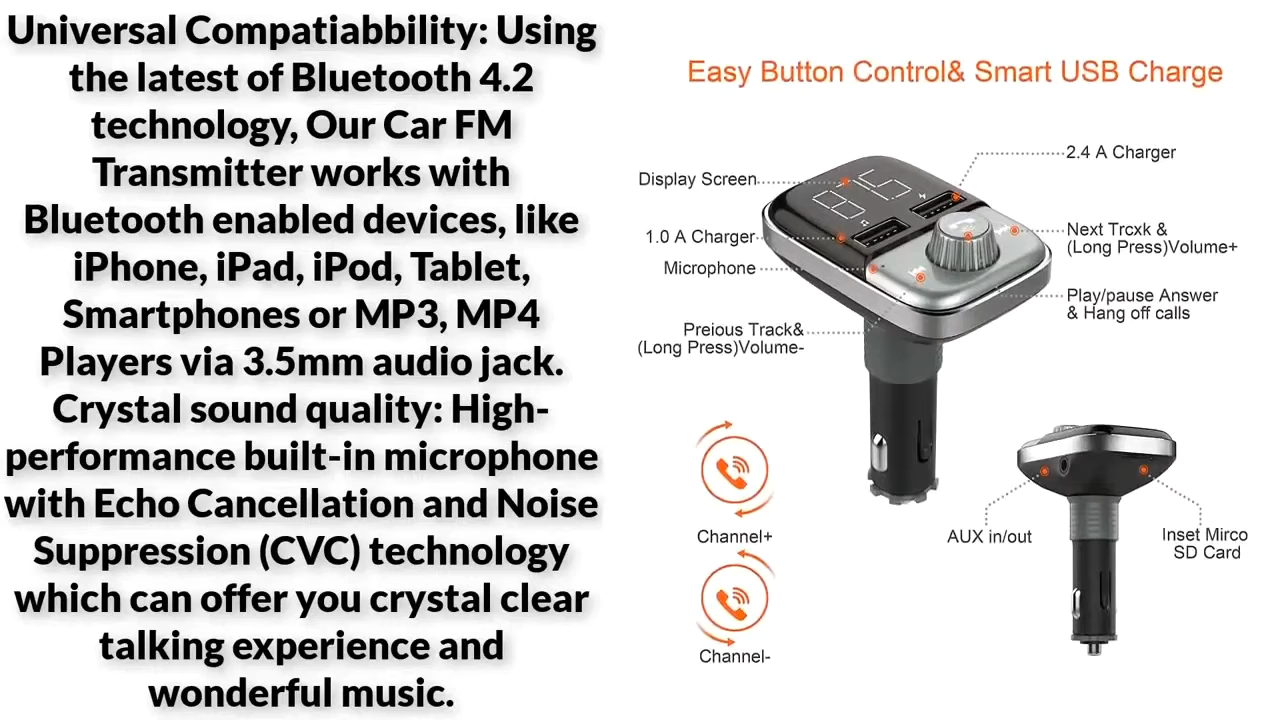 Universal Compatiabbility: Using
the latest of Bluetooth 4.2
technology, Our Car FM
Transmitter works with
Bluetooth enabled devices, like
iPhone, iPad, iPod, Tablet,
Smartphones or MP3, MP4
Players via 3.5mm audio jack.
Crystal sound quality: High-
performance built-in microphone
with Echo Cancellation and Noise
Suppression (CVC) technology
which can offer you crystal clear
talking experience and
wonderful music.
Easy Button Control& Smart USB Charge
2.4 A Charger
Display Screen
87.5
1.0 A Charger
Next Trcxk &
(Long Press)Volume+
Microphone
Play/pause Answer
& Hang off calls
Preious Track&
(Long Press)Volume-
Channel+
AUX in/out
Inset Mirco
SD Card
Channel-